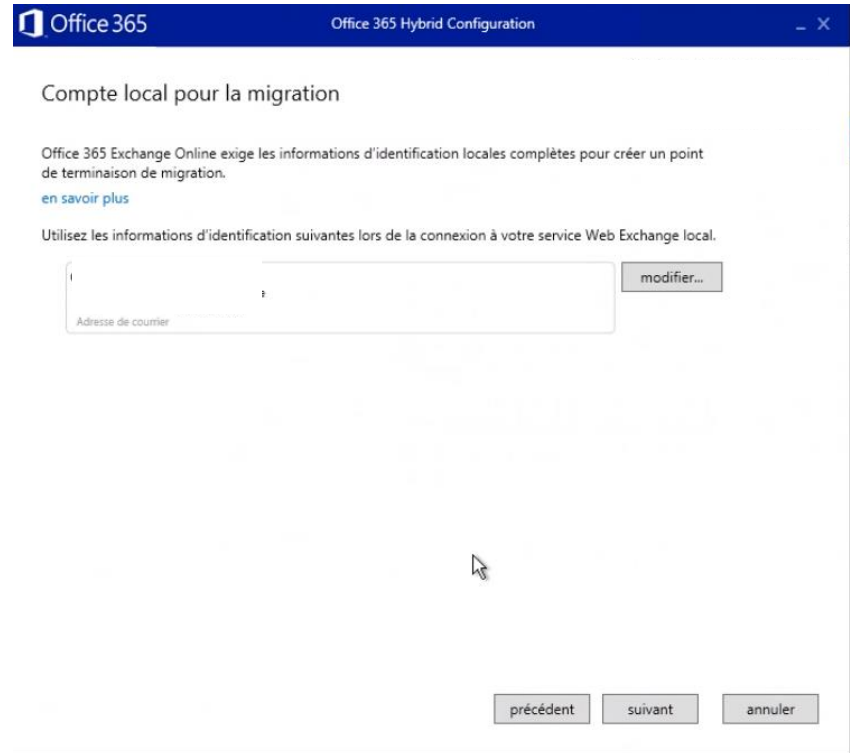 Office 365
Office 365 Hybrid Configuration
Compte local pour la migration
Office 365 Exchange Online exige les informations d'identification locales complètes pour créer un point
de terminaison de migration.
en savoir plus
Utilisez les informations d'identification suivantes lors de la connexion à votre service Web Exchange local.
modifier...
Adresse de courrier
précédent
suivant
annuler